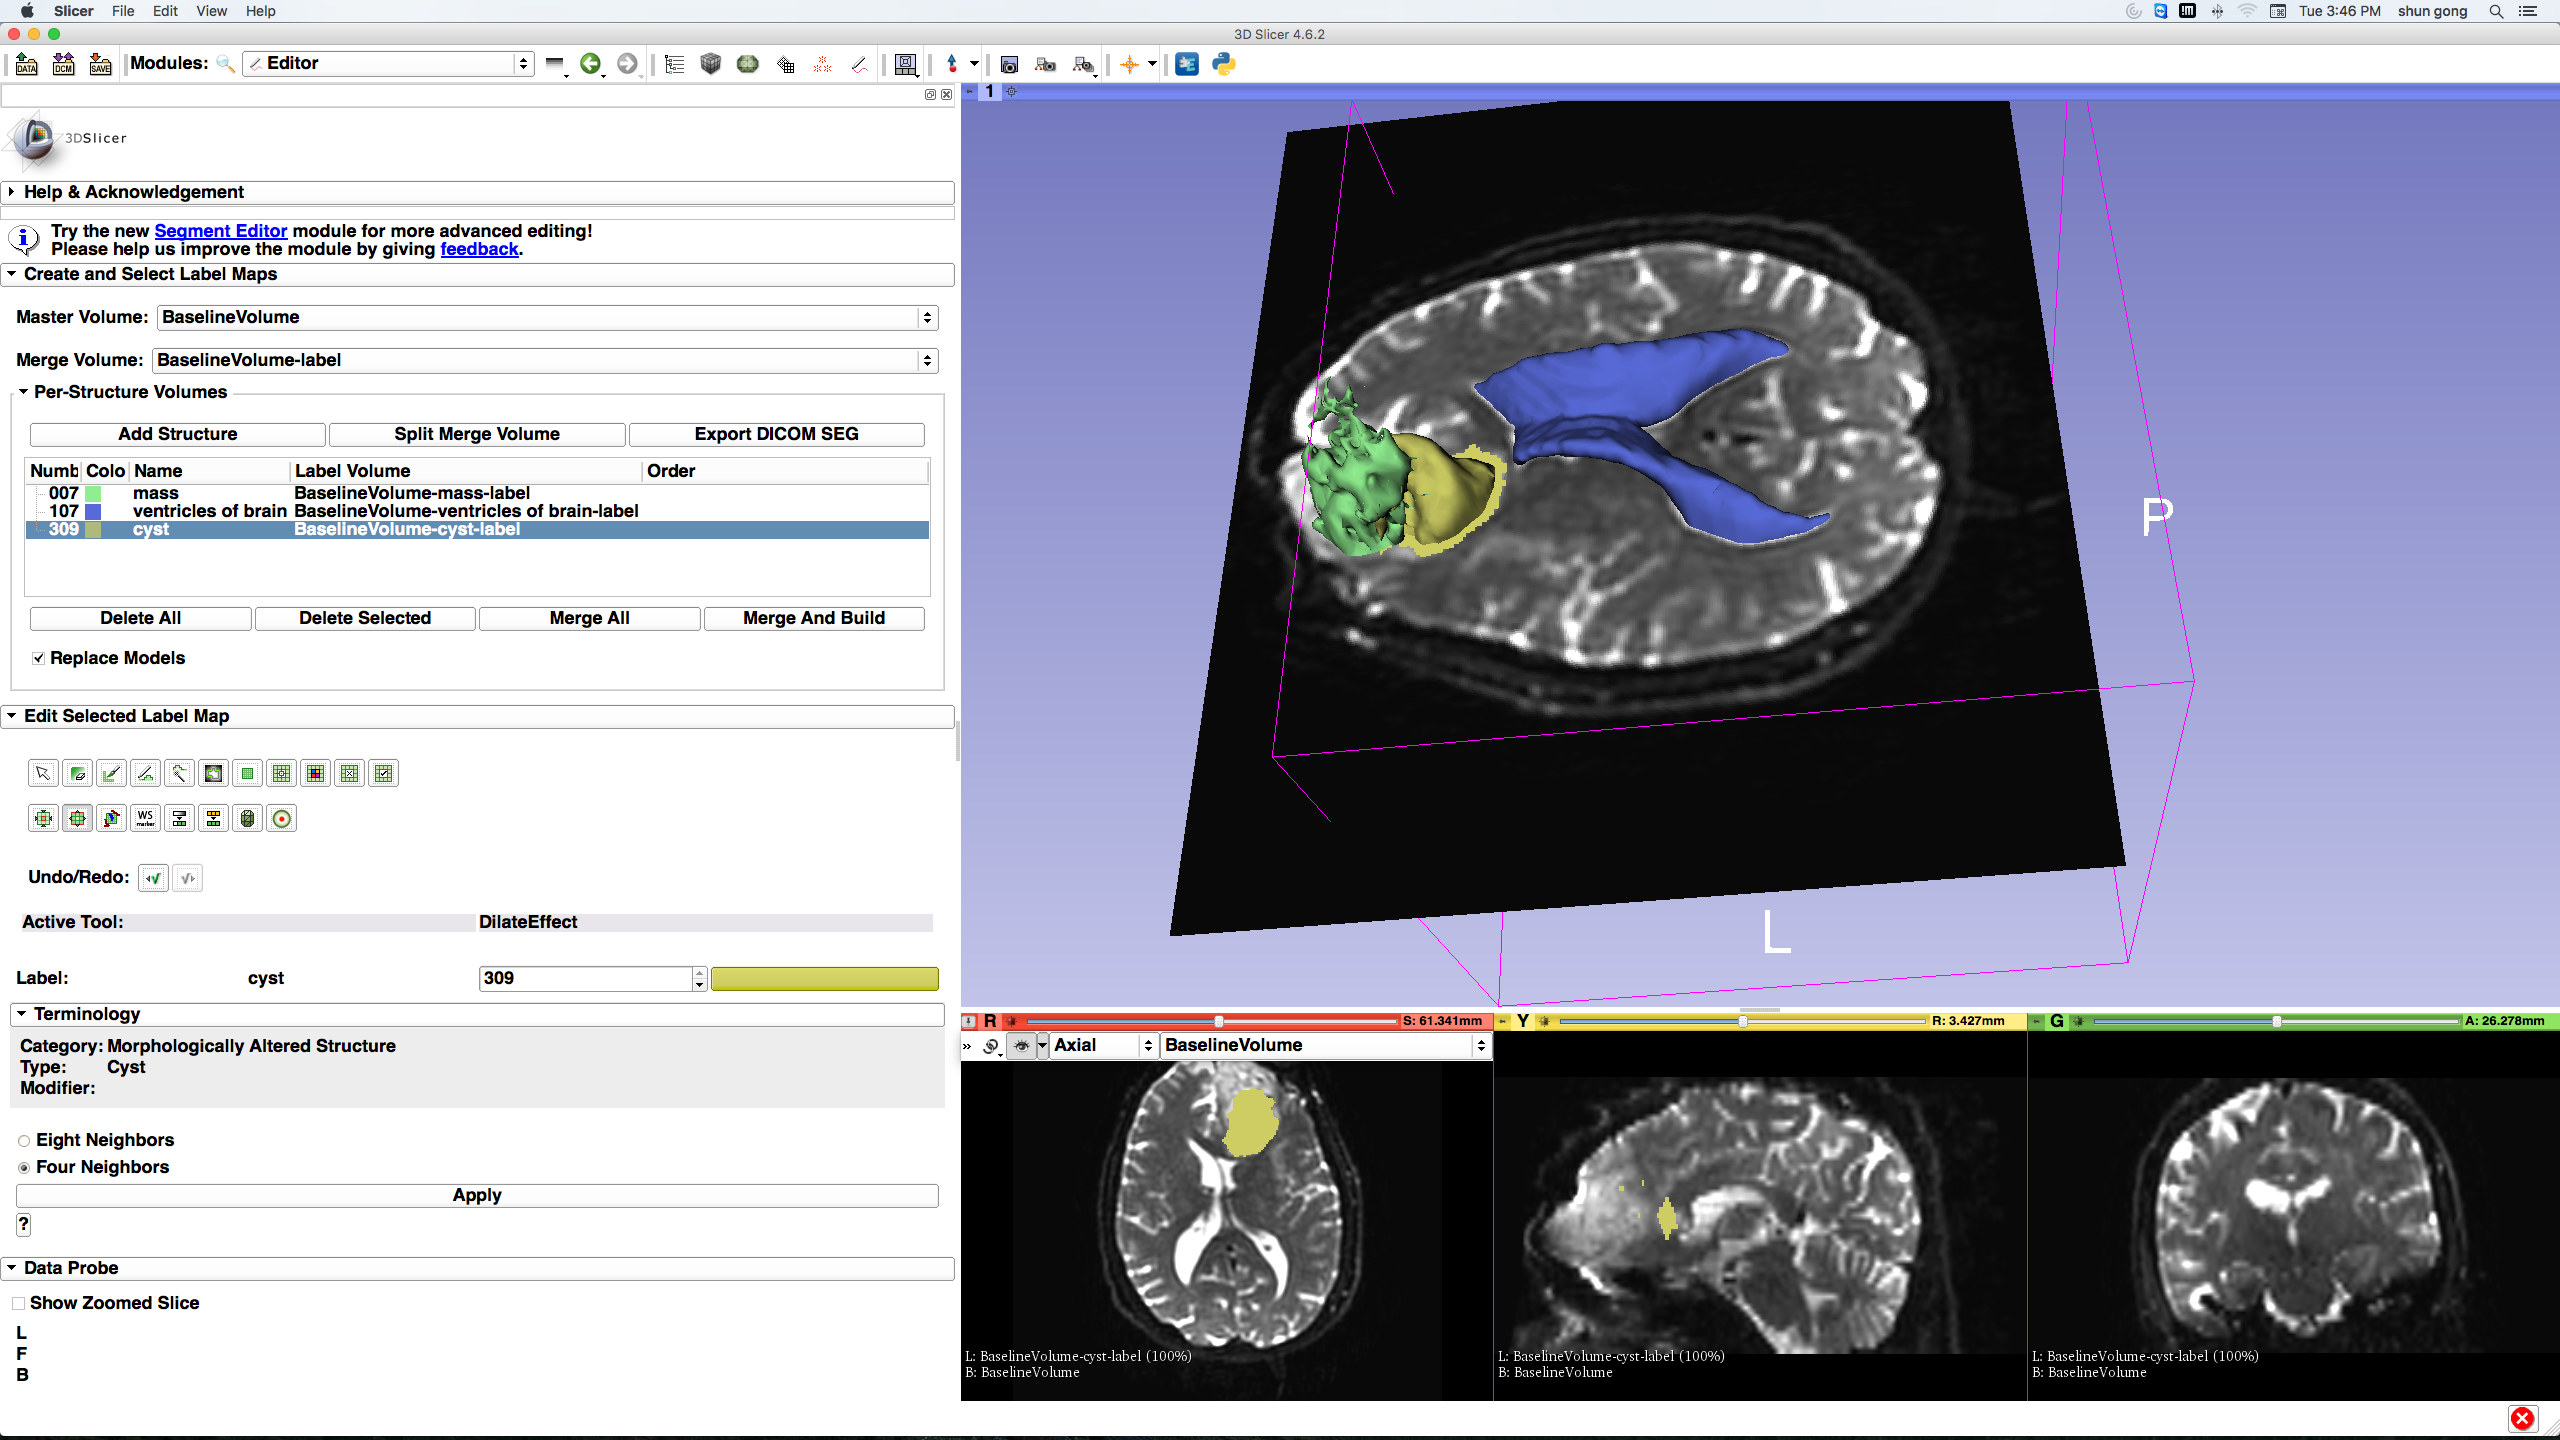 Slicer File Edit View Help
Tue 3:46 PM shun gong
3D Slicer 4.6.2
DATA DCM SAVE Modules: Editor
1
3DSlicer
Help & Acknowledgement
Try the new Segment Editor module for more advanced editing!
Please help us improve the module by giving feedback.
Create and Select Label Maps
Master Volume: BaselineVolume
Merge Volume: BaselineVolume-label
Per-Structure Volumes
Add Structure Split Merge Volume Export DICOM SEG
Numb Colo Name Label Volume Order
007 mass BaselineVolume-mass-label
107 ventricles of brain BaselineVolume-ventricles of brain-label
309 cyst BaselineVolume-cyst-label
Delete All Delete Selected Merge All Merge And Build
Replace Models
Edit Selected Label Map
WS
marker
Undo/Redo:
Active Tool: DilateEffect
Label: cyst 309
Terminology
Category: Morphologically Altered Structure
Type: Cyst
Modifier:
Eight Neighbors
Four Neighbors
Apply
?
Data Probe
Show Zoomed Slice
L
F
B
P
L
R S: 61.341mm
Y R: 3.427mm
G A: 26.278mm
» Axial BaselineVolume
L: BaselineVolume-cyst-label (100%)
B: BaselineVolume
L: BaselineVolume-cyst-label (100%)
B: BaselineVolume
L: BaselineVolume-cyst-label (100%)
B: BaselineVolume